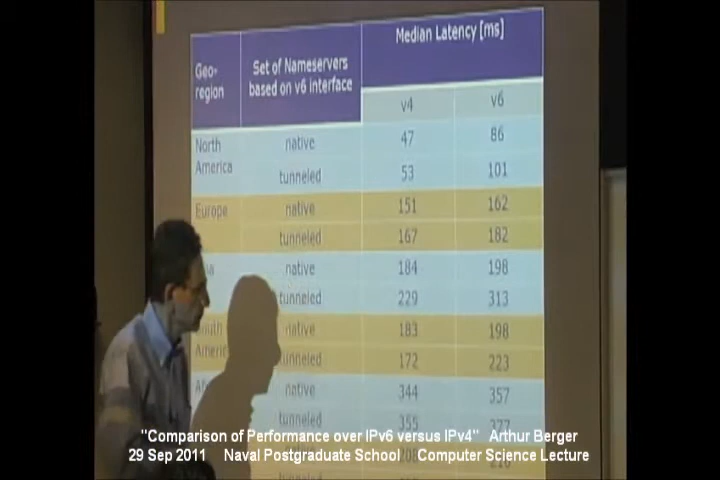 Median Latency [ms]
Geo-region
Set of Nameservers
based on v6 interface
v4 v6
North America native 47 86
tunneled 53 101
Europe native 151 162
tunneled 167 182
native 184 198
tunneled 229 313
native 183 198
tunneled 172 223
native 344 357
tunneled 355 377
"Comparison of Performance over IPv6 versus IPv4" Arthur Berger
29 Sep 2011 Naval Postgraduate School Computer Science Lecture